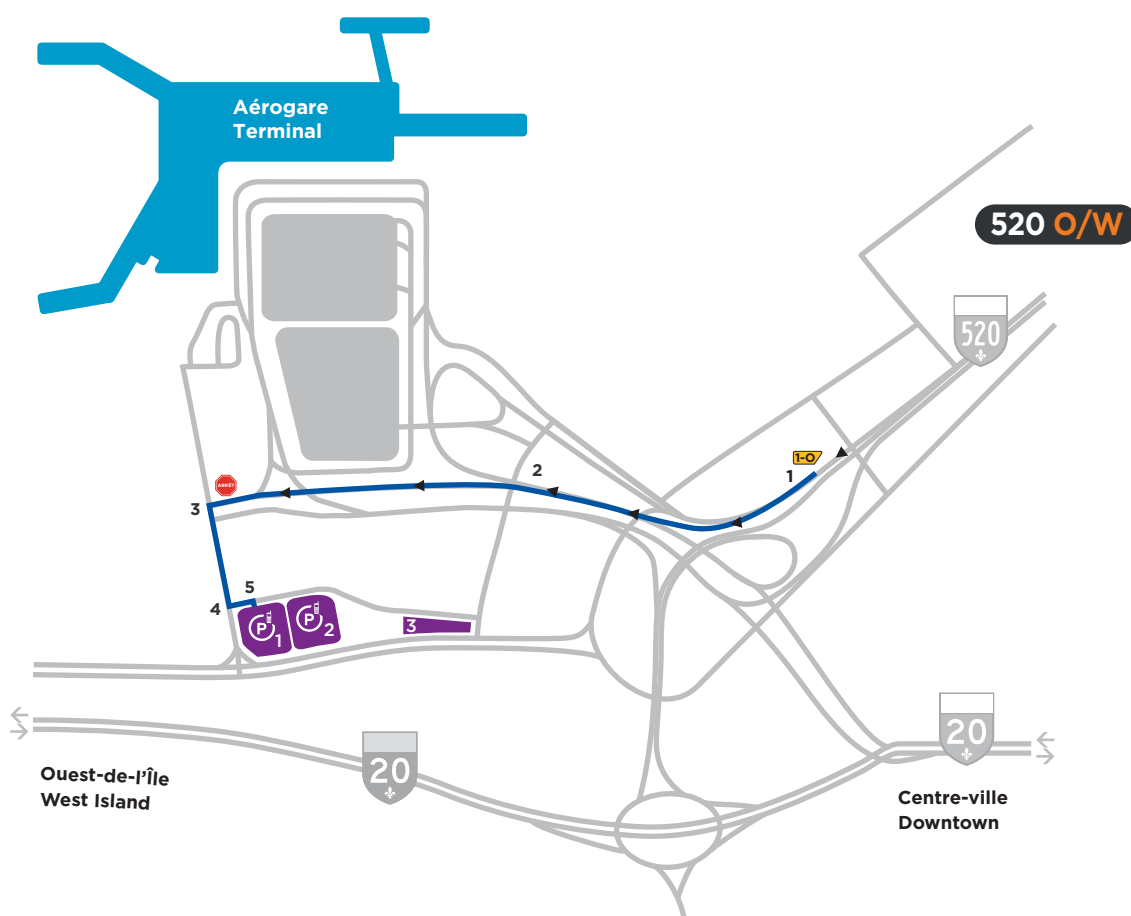 Aérogare
Terminal
520 O/W
520
1-O
1
2
ARRÊT
3
4
5
P
1
P
2
3
20
20
Ouest-de-l'Île
West Island
Centre-ville
Downtown